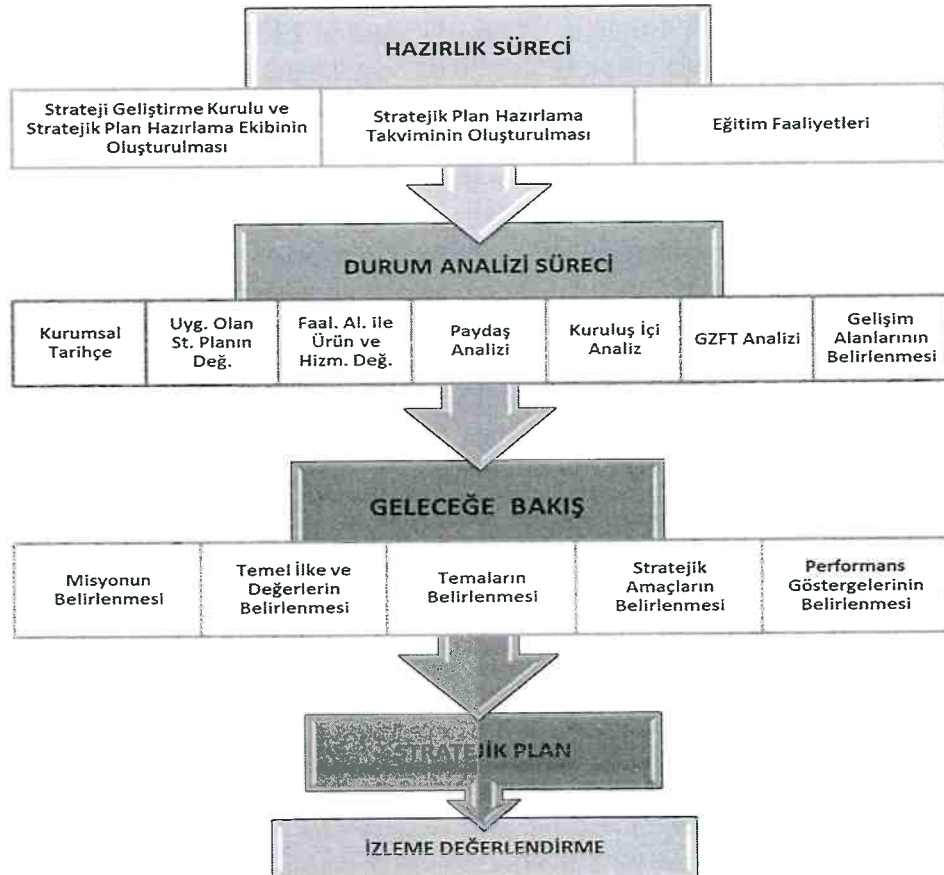 HAZIRLIK SÜRECİ
Strateji Geliştirme Kurulu ve
Stratejik Plan Hazırlama Ekibinin
Oluşturulması
Stratejik Plan Hazırlama
Takviminin Oluşturulması
Eğitim Faaliyetleri
DURUM ANALİZİ SÜRECİ
Kurumsal
Tarihçe
Uyg. Olan
St. Planın
Değ.
Faal. Al. ile
Ürün ve
Hizm. Değ.
Paydaş
Analizi
Kuruluş İçi
Analiz
GZFT Analizi
Gelişim
Alanlarının
Belirlenmesi
GELECEĞE BAKIŞ
Misyonun
Belirlenmesi
Temel İlke ve
Değerlerin
Belirlenmesi
Temaların
Belirlenmesi
Stratejik
Amaçların
Belirlenmesi
Performans
Göstergelerinin
Belirlenmesi
STRATEJİK PLAN
İZLEME DEĞERLENDİRME